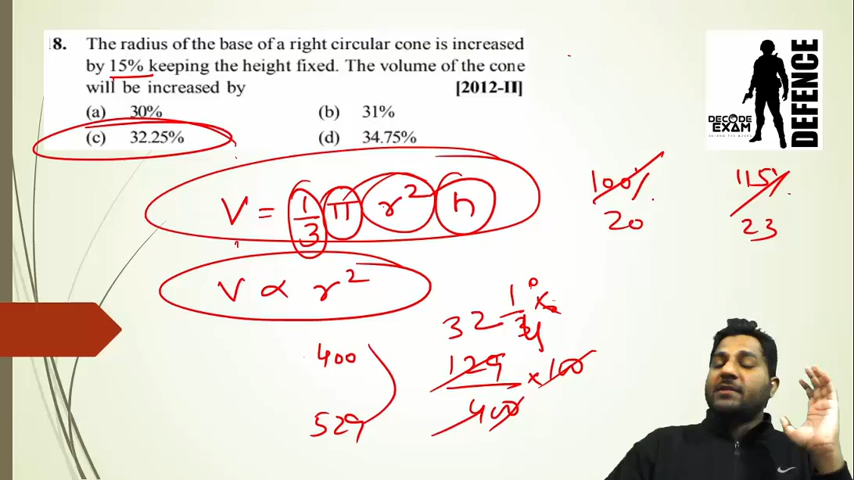 8. The radius of the base of a right circular cone is increased
by 15% keeping the height fixed. The volume of the cone
will be increased by [2012-II]
(a) 30% (b) 31%
(c) 32.25% (d) 34.75%
DECODE
EXAM
DEFENCE
V = 1/3 π r² h
100% 115%
20 23
V ∝ r²
32 1/4 %
400
529
129/400 × 100